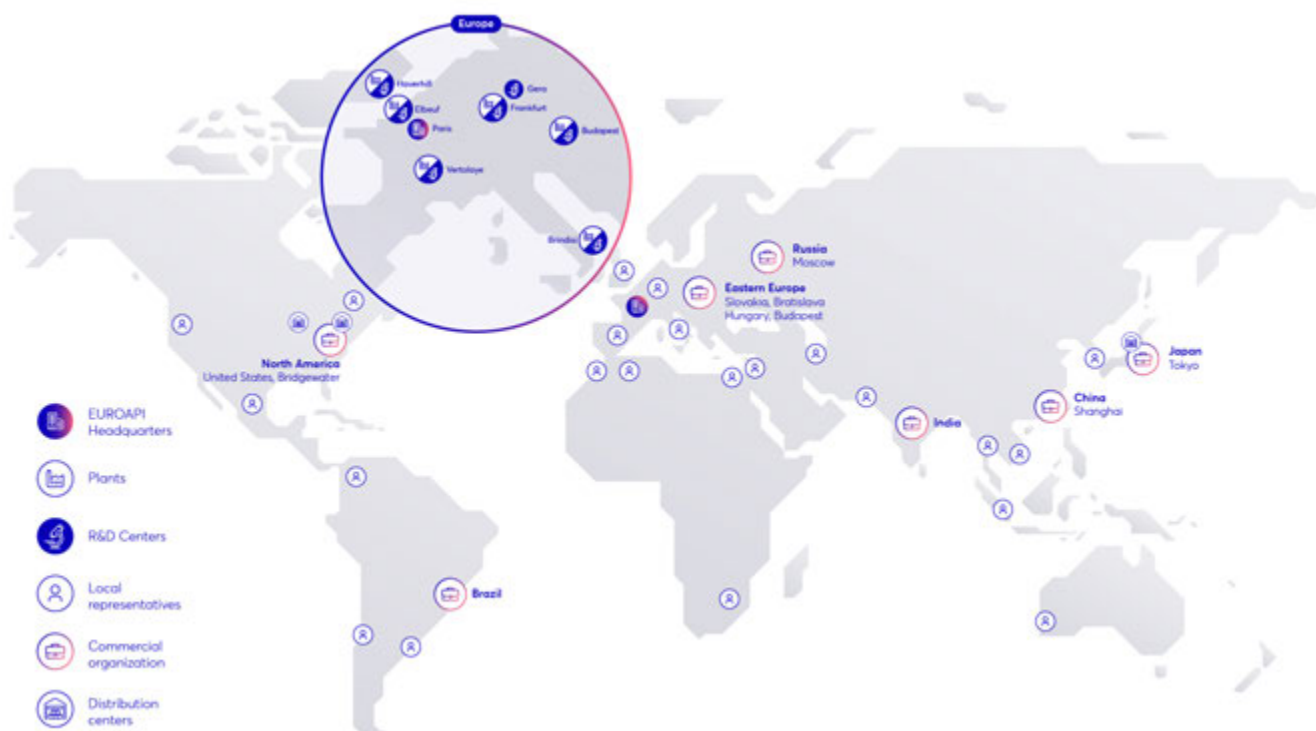 Europe
Haverhill
Elbeuf
Paris
Vertolaye
Gera
Frankfurt
Budapest
Brindisi
Russia
Moscow
Eastern Europe
Slovakia, Bratislava
Hungary, Budapest
North America
United States, Bridgewater
Japan
Tokyo
China
Shanghai
India
Brazil
EUROAPI
Headquarters
Plants
R&D Centers
Local
representatives
Commercial
organization
Distribution
centers